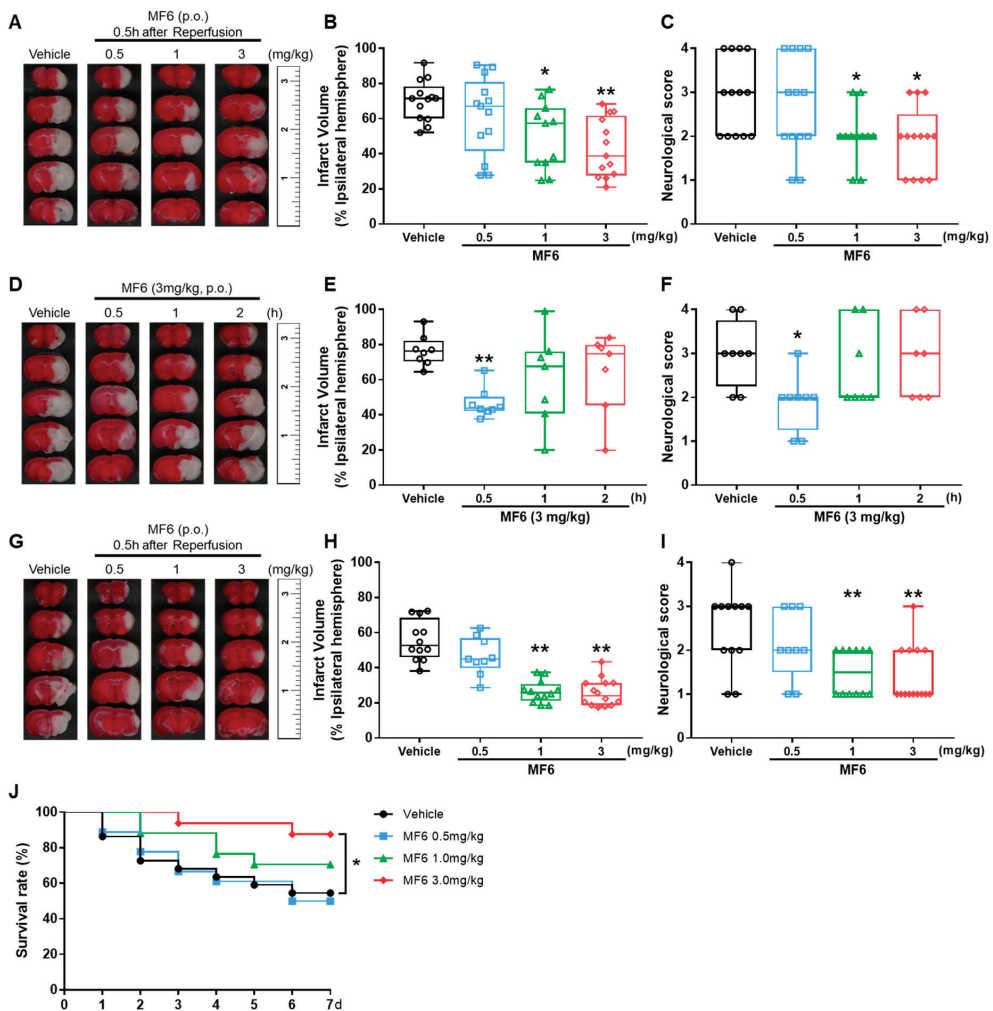 A
MF6 (p.o.)
0.5h after Reperfusion
Vehicle 0.5 1 3 (mg/kg)
3
2
1
B
Infarct Volume
(% Ipsilateral hemisphere)
100
80
60
40
20
0
*
**
Vehicle 0.5 1 3 (mg/kg)
MF6
C
Neurological score
4
3
2
1
0
*
*
Vehicle 0.5 1 3 (mg/kg)
MF6
D
MF6 (3mg/kg, p.o.)
Vehicle 0.5 1 2 (h)
3
2
1
E
Infarct Volume
(% Ipsilateral hemisphere)
100
80
60
40
20
0
**
Vehicle 0.5 1 2 (h)
MF6 (3 mg/kg)
F
Neurological score
4
3
2
1
0
*
Vehicle 0.5 1 2 (h)
MF6 (3 mg/kg)
G
MF6 (p.o.)
0.5h after Reperfusion
Vehicle 0.5 1 3 (mg/kg)
3
2
1
H
Infarct Volume
(% Ipsilateral hemisphere)
100
80
60
40
20
0
**
**
Vehicle 0.5 1 3 (mg/kg)
MF6
I
Neurological score
4
3
2
1
0
**
**
Vehicle 0.5 1 3 (mg/kg)
MF6
J
Survival rate (%)
100
80
60
40
20
0
0 1 2 3 4 5 6 7d
*
Vehicle
MF6 0.5mg/kg
MF6 1.0mg/kg
MF6 3.0mg/kg